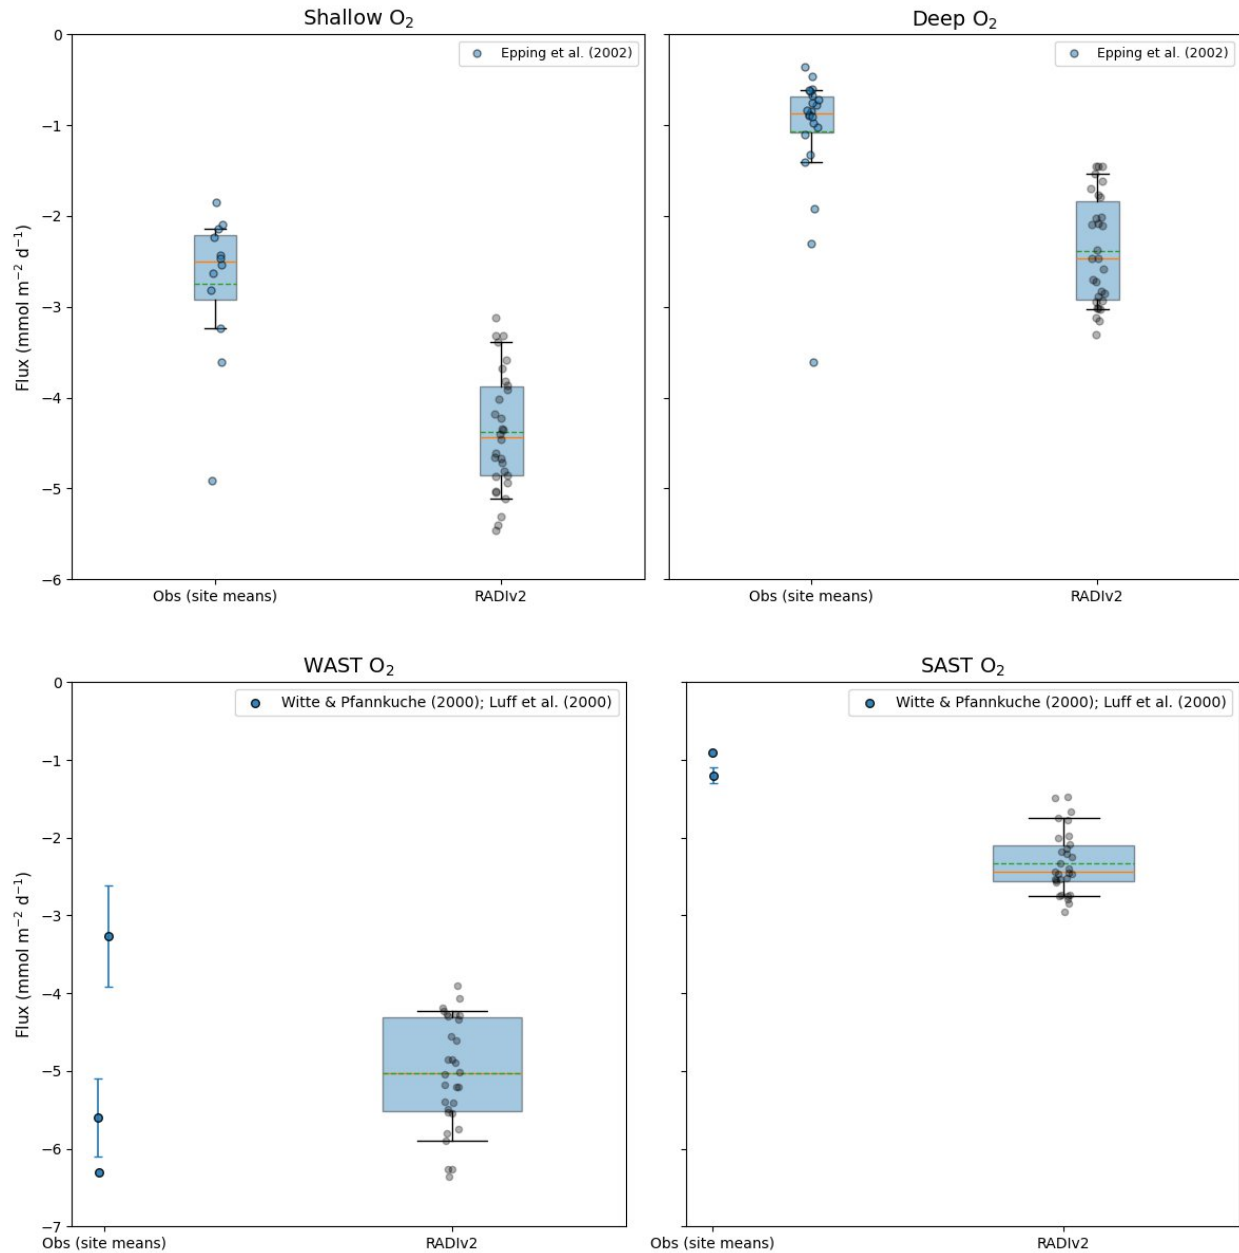 Shallow O₂
Deep O₂
Epping et al. (2002)
Epping et al. (2002)
Flux (mmol m⁻² d⁻¹)
0
−1
−2
−3
−4
−5
−6
Obs (site means)
RADIv2
Obs (site means)
RADIv2
WAST O₂
SAST O₂
Witte & Pfannkuche (2000); Luff et al. (2000)
Witte & Pfannkuche (2000); Luff et al. (2000)
Flux (mmol m⁻² d⁻¹)
0
−1
−2
−3
−4
−5
−6
−7
Obs (site means)
RADIv2
Obs (site means)
RADIv2